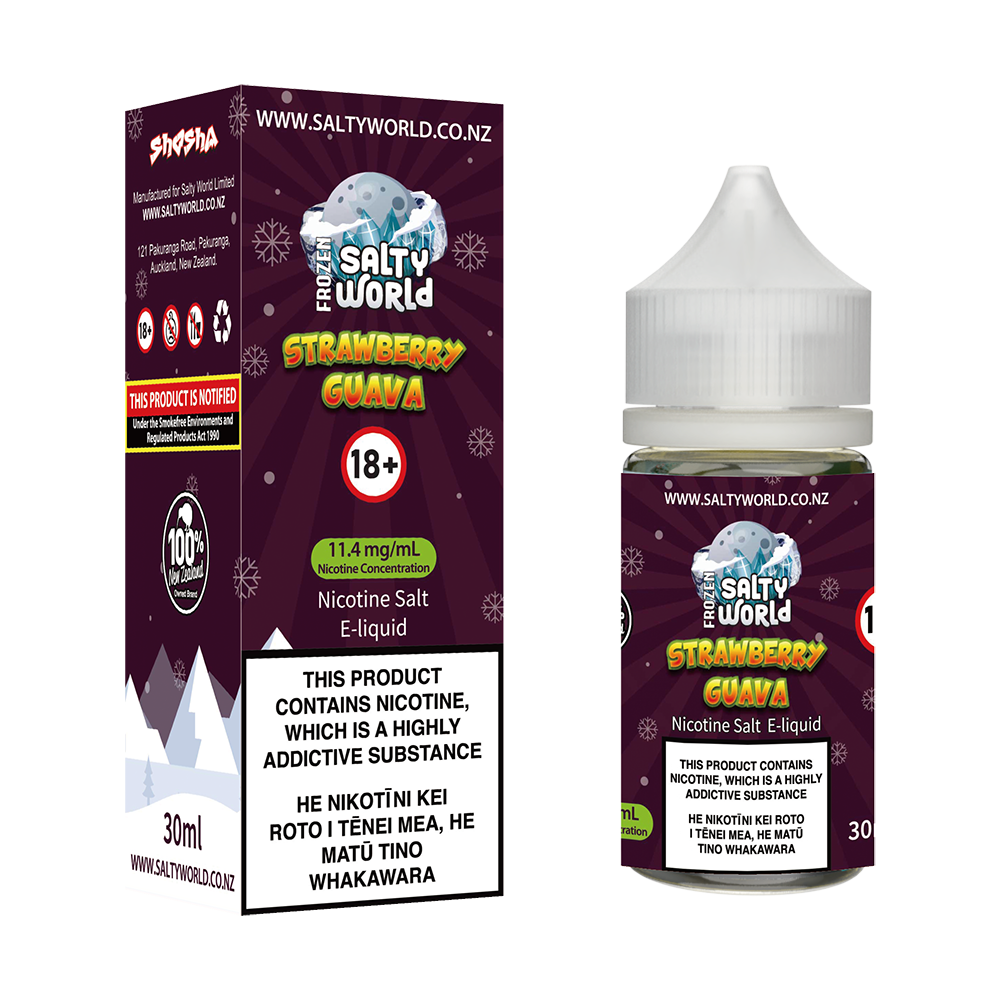 Shosha
Manufactured for Salty World Limited
WWW.SALTYWORLD.CO.NZ
121 Pakuranga Road, Pakuranga,
Auckland, New Zealand.
18+
THIS PRODUCT IS NOTIFIED
Under the Smokefree Environments and
Regulated Products Act 1990
100%
New Zealand
Owned Brand
30ml
WWW.SALTYWORLD.CO.NZ
WWW.SALTYWORLD.CO.NZ
FROZEN
SALTY
WORLD
STRAWBERRY
GUAVA
18+
11.4 mg/mL
Nicotine Concentration
Nicotine Salt
E-liquid
THIS PRODUCT
CONTAINS NICOTINE,
WHICH IS A HIGHLY
ADDICTIVE SUBSTANCE
HE NIKOTĪNI KEI
ROTO I TĒNEI MEA, HE
MATŪ TINO
WHAKAWARA
WWW.SALTYWORLD.CO.NZ
FROZEN
SALTY
WORLD
STRAWBERRY
GUAVA
Nicotine Salt E-liquid
THIS PRODUCT CONTAINS
NICOTINE, WHICH IS A HIGHLY
ADDICTIVE SUBSTANCE
HE NIKOTĪNI KEI ROTO
I TĒNEI MEA, HE MATŪ
TINO WHAKAWARA
mL
tration
30